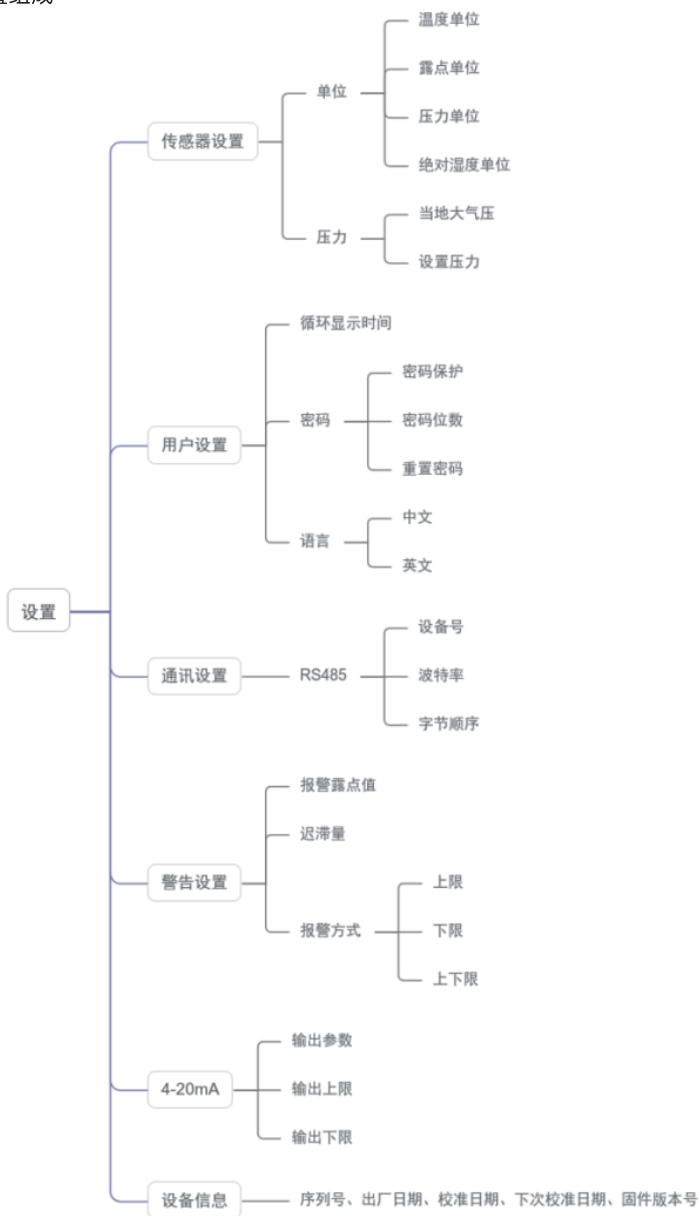 温度单位
露点单位
单位
压力单位
传感器设置
绝对湿度单位
当地大气压
压力
设置压力
循环显示时间
密码保护
用户设置
密码
密码位数
重置密码
中文
语言
英文
设置
设备号
通讯设置
RS485
波特率
字节顺序
报警露点值
迟滞量
警告设置
上限
报警方式
下限
上下限
输出参数
4-20mA
输出上限
输出下限
设备信息
序列号、出厂日期、校准日期、下次校准日期、固件版本号